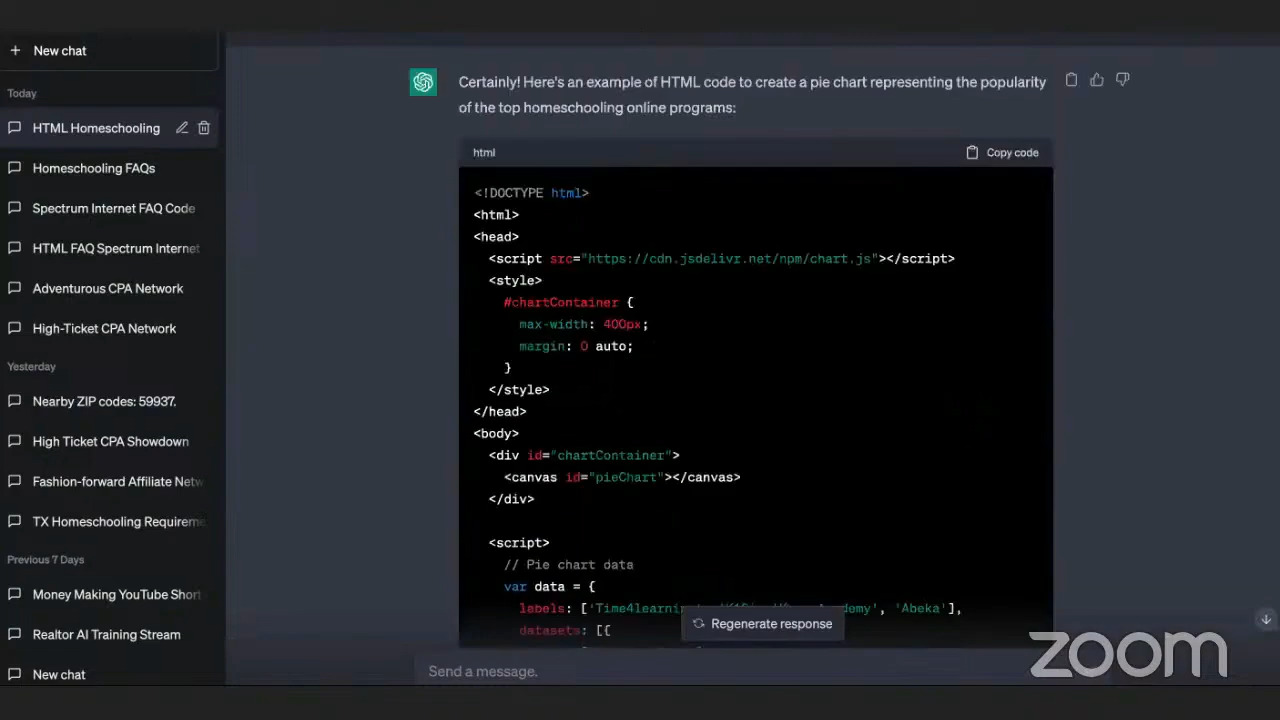 New chat
Today
HTML Homeschooling
Homeschooling FAQs
Spectrum Internet FAQ Code
HTML FAQ Spectrum Internet
Adventurous CPA Network
High-Ticket CPA Network
Yesterday
Nearby ZIP codes: 59937.
High Ticket CPA Showdown
Fashion-forward Affiliate Netw
TX Homeschooling Requireme
Previous 7 Days
Money Making YouTube Short
Realtor AI Training Stream
New chat
Certainly! Here's an example of HTML code to create a pie chart representing the popularity
of the top homeschooling online programs:
html Copy code
<!DOCTYPE html>
<html>
<head>
<script src="https://cdn.jsdelivr.net/npm/chart.js"></script>
<style>
#chartContainer {
max-width: 400px;
margin: 0 auto;
}
</style>
</head>
<body>
<div id="chartContainer">
<canvas id="pieChart"></canvas>
</div>
<script>
// Pie chart data
var data = {
labels: ['Time4learning 'Abeka'],
datasets: [{
Regenerate response
Send a message.
zoom